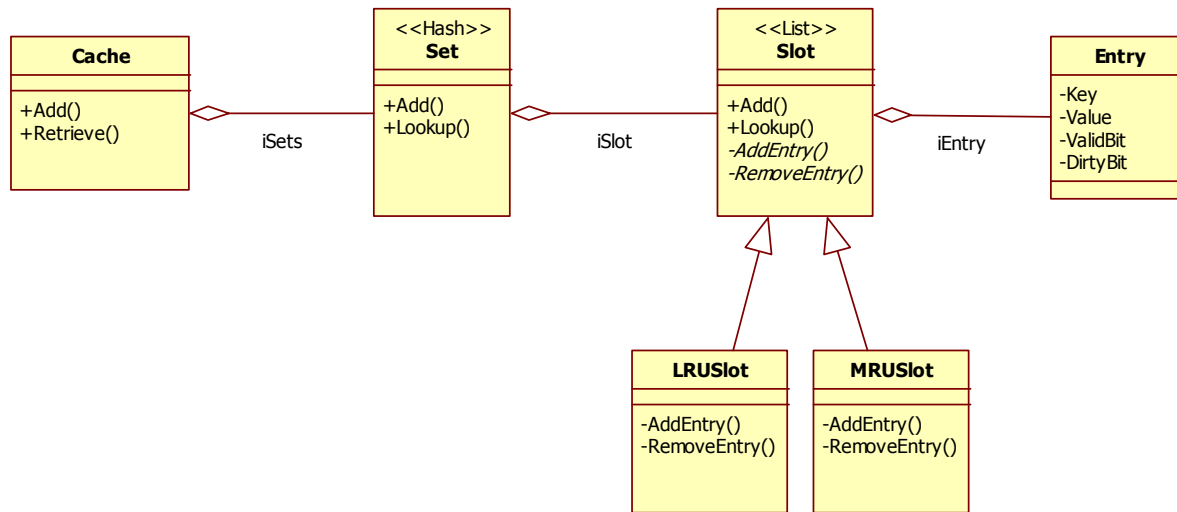 Cache
+Add()
+Retrieve()
iSets
<<Hash>>
Set
+Add()
+Lookup()
iSlot
<<List>>
Slot
+Add()
+Lookup()
-AddEntry()
-RemoveEntry()
iEntry
Entry
-Key
-Value
-ValidBit
-DirtyBit
LRUSlot
-AddEntry()
-RemoveEntry()
MRUSlot
-AddEntry()
-RemoveEntry()